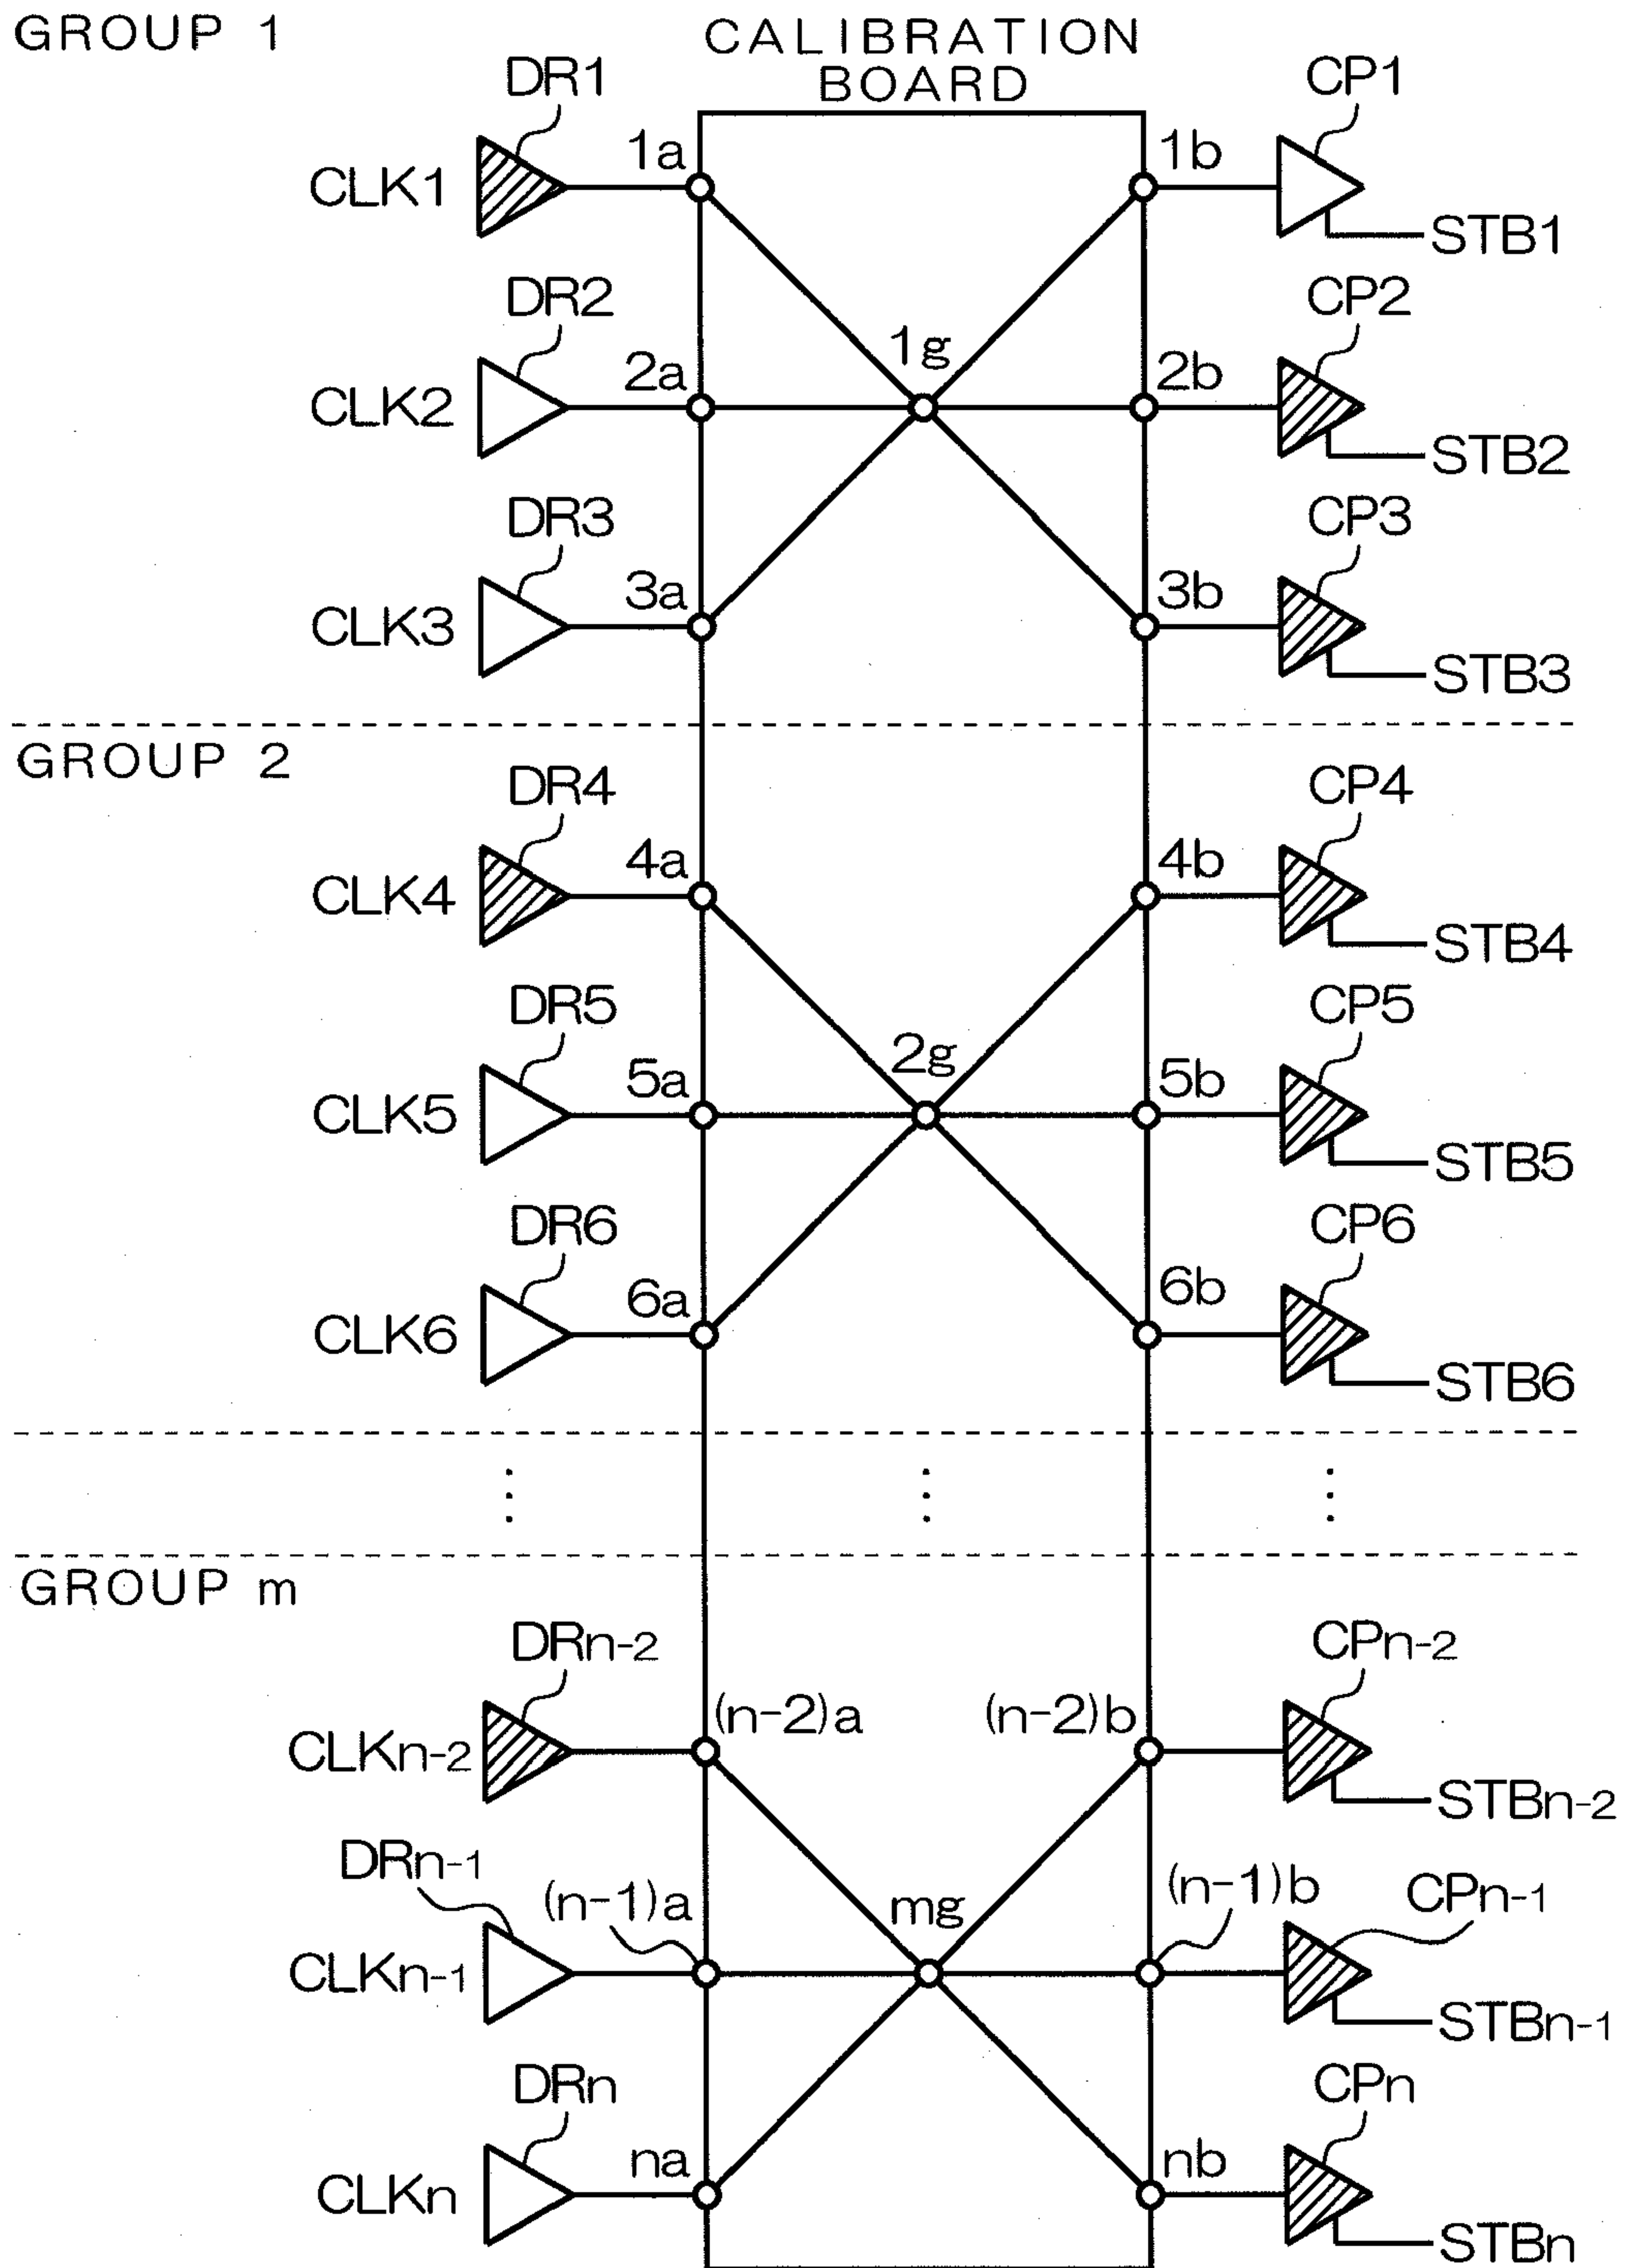 GROUP 1
CALIBRATION
BOARD
DR1
CP1
1a
1b
CLK1
STB1
DR2
CP2
1g
2a
2b
CLK2
STB2
DR3
CP3
3a
3b
CLK3
STB3
GROUP 2
DR4
CP4
4a
4b
CLK4
STB4
DR5
CP5
2g
5a
5b
CLK5
STB5
DR6
CP6
6a
6b
CLK6
STB6
GROUP m
DRn-2
CPn-2
(n-2)a
(n-2)b
CLKn-2
STBn-2
DRn-1
(n-1)a
mg
(n-1)b
CPn-1
CLKn-1
STBn-1
DRn
CPn
na
nb
CLKn
STBn